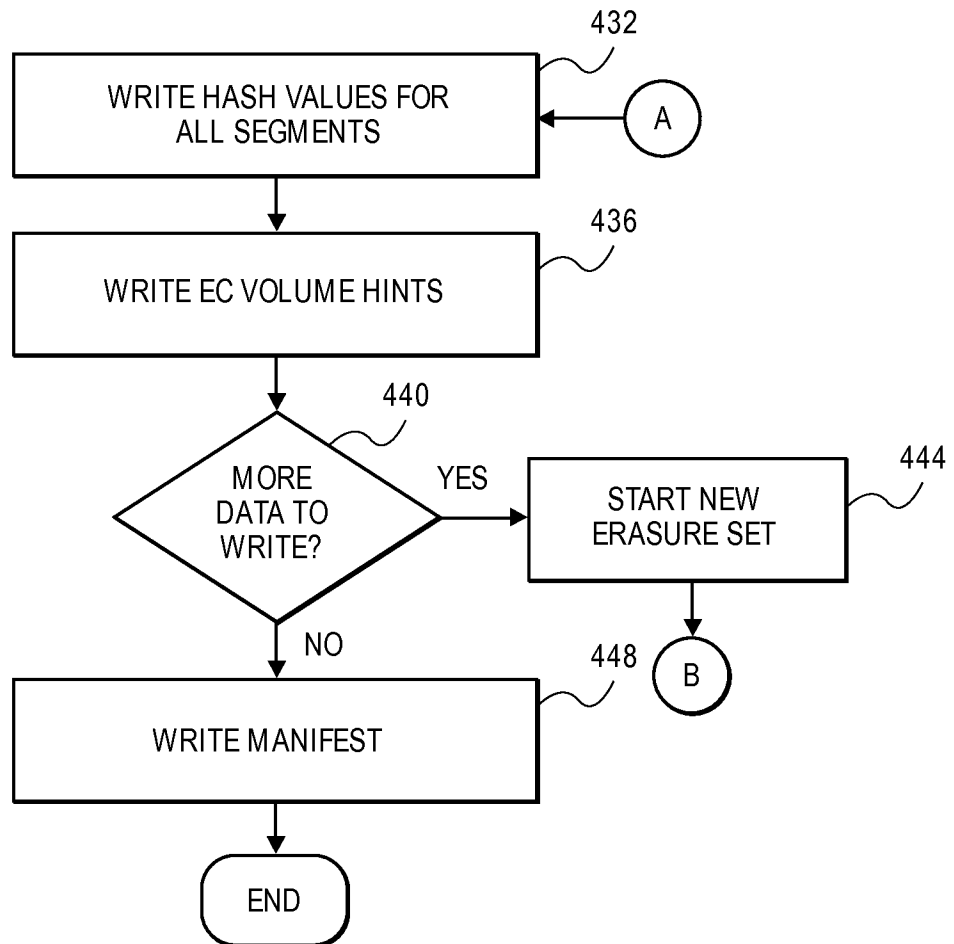 432
WRITE HASH VALUES FOR
ALL SEGMENTS
A
436
WRITE EC VOLUME HINTS
440
MORE
DATA TO
WRITE?
YES
444
START NEW
ERASURE SET
NO
B
448
WRITE MANIFEST
END